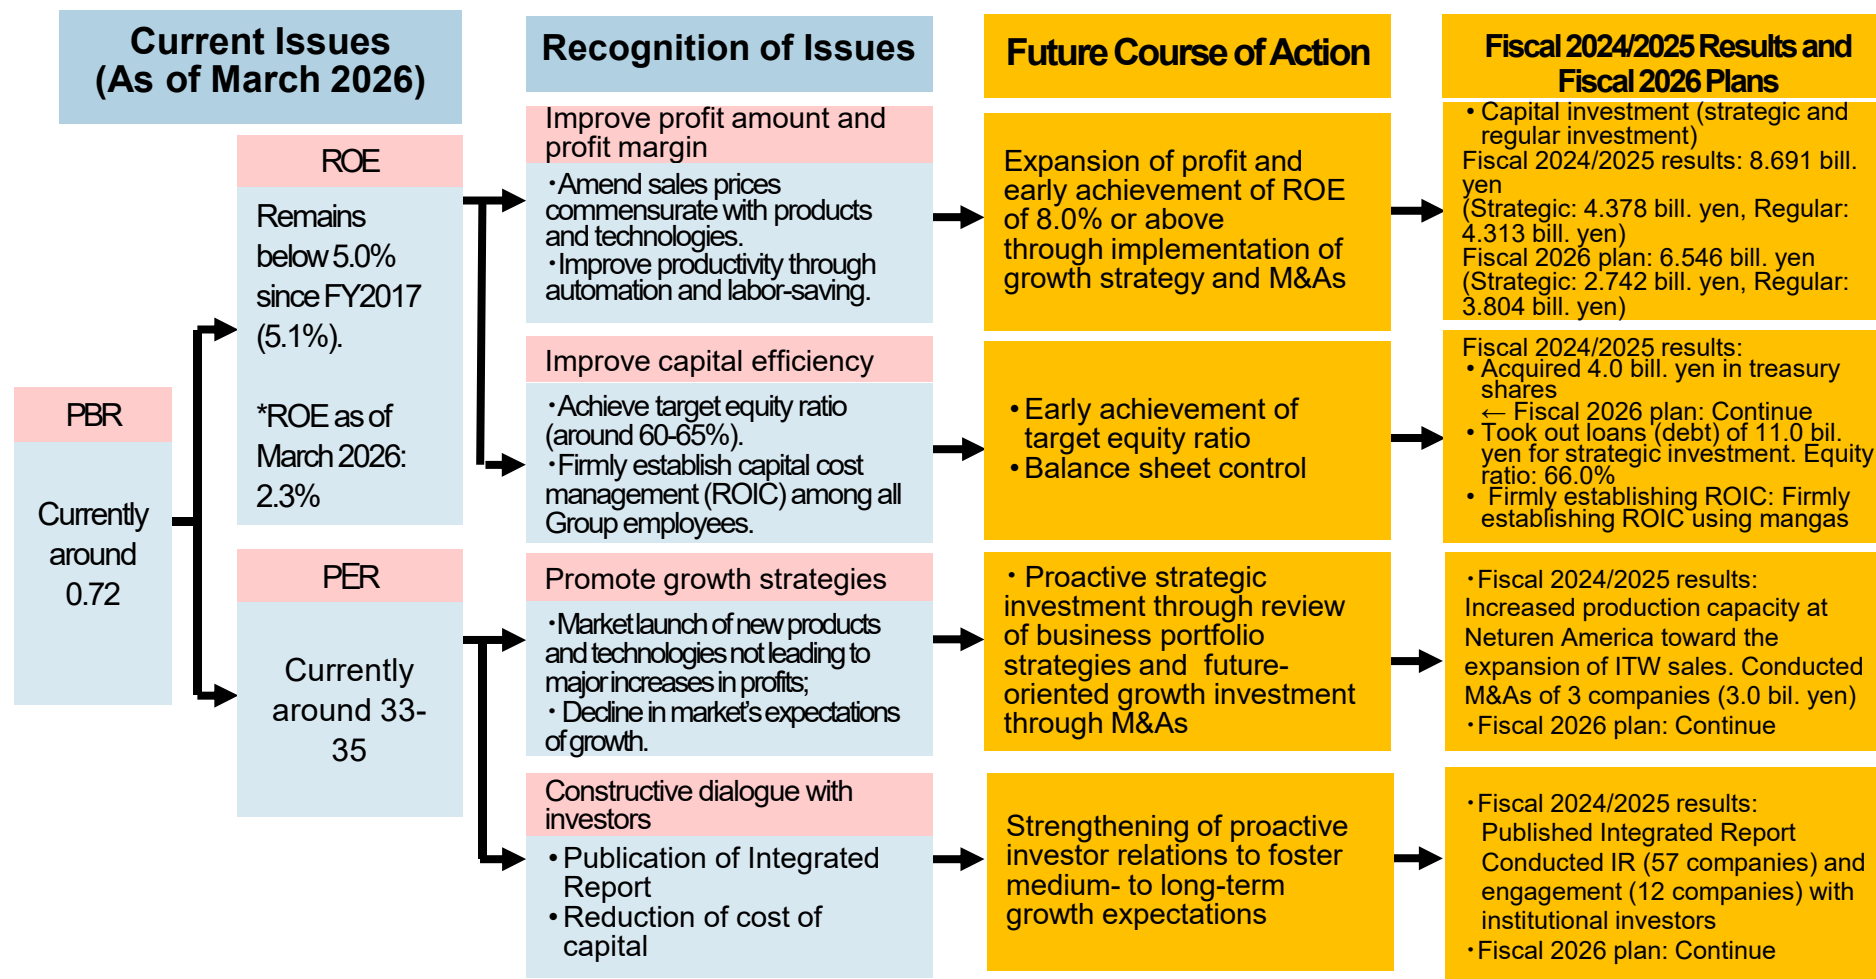 Current Issues
(As of March 2026)
Recognition of Issues
Future Course of Action
Fiscal 2024/2025 Results and
Fiscal 2026 Plans
PBR
Currently
around
0.72
ROE
Remains
below 5.0%
since FY2017
(5.1%).
*ROE as of
March 2026:
2.3%
PER
Currently
around 33-
35
Improve profit amount and
profit margin
・Amend sales prices
commensurate with products
and technologies.
・Improve productivity through
automation and labor-saving.
Expansion of profit and
early achievement of ROE
of 8.0% or above
through implementation of
growth strategy and M&As
• Capital investment (strategic and
regular investment)
Fiscal 2024/2025 results: 8.691 bill.
yen
(Strategic: 4.378 bill. yen, Regular:
4.313 bill. yen)
Fiscal 2026 plan: 6.546 bill. yen
(Strategic: 2.742 bill. yen, Regular:
3.804 bill. yen)
Improve capital efficiency
・Achieve target equity ratio
(around 60-65%).
・Firmly establish capital cost
management (ROIC) among all
Group employees.
• Early achievement of
target equity ratio
• Balance sheet control
Fiscal 2024/2025 results:
• Acquired 4.0 bill. yen in treasury
shares
← Fiscal 2026 plan: Continue
• Took out loans (debt) of 11.0 bil.
yen for strategic investment. Equity
ratio: 66.0%
• Firmly establishing ROIC: Firmly
establishing ROIC using mangas
Promote growth strategies
・Market launch of new products
and technologies not leading to
major increases in profits;
・Decline in market's expectations
of growth.
・Proactive strategic
investment through review
of business portfolio
strategies and future-
oriented growth investment
through M&As
・Fiscal 2024/2025 results:
Increased production capacity at
Neturen America toward the
expansion of ITW sales. Conducted
M&As of 3 companies (3.0 bil. yen)
・Fiscal 2026 plan: Continue
Constructive dialogue with
investors
• Publication of Integrated
Report
• Reduction of cost of
capital
Strengthening of proactive
investor relations to foster
medium- to long-term
growth expectations
・Fiscal 2024/2025 results:
Published Integrated Report
Conducted IR (57 companies) and
engagement (12 companies) with
institutional investors
・Fiscal 2026 plan: Continue